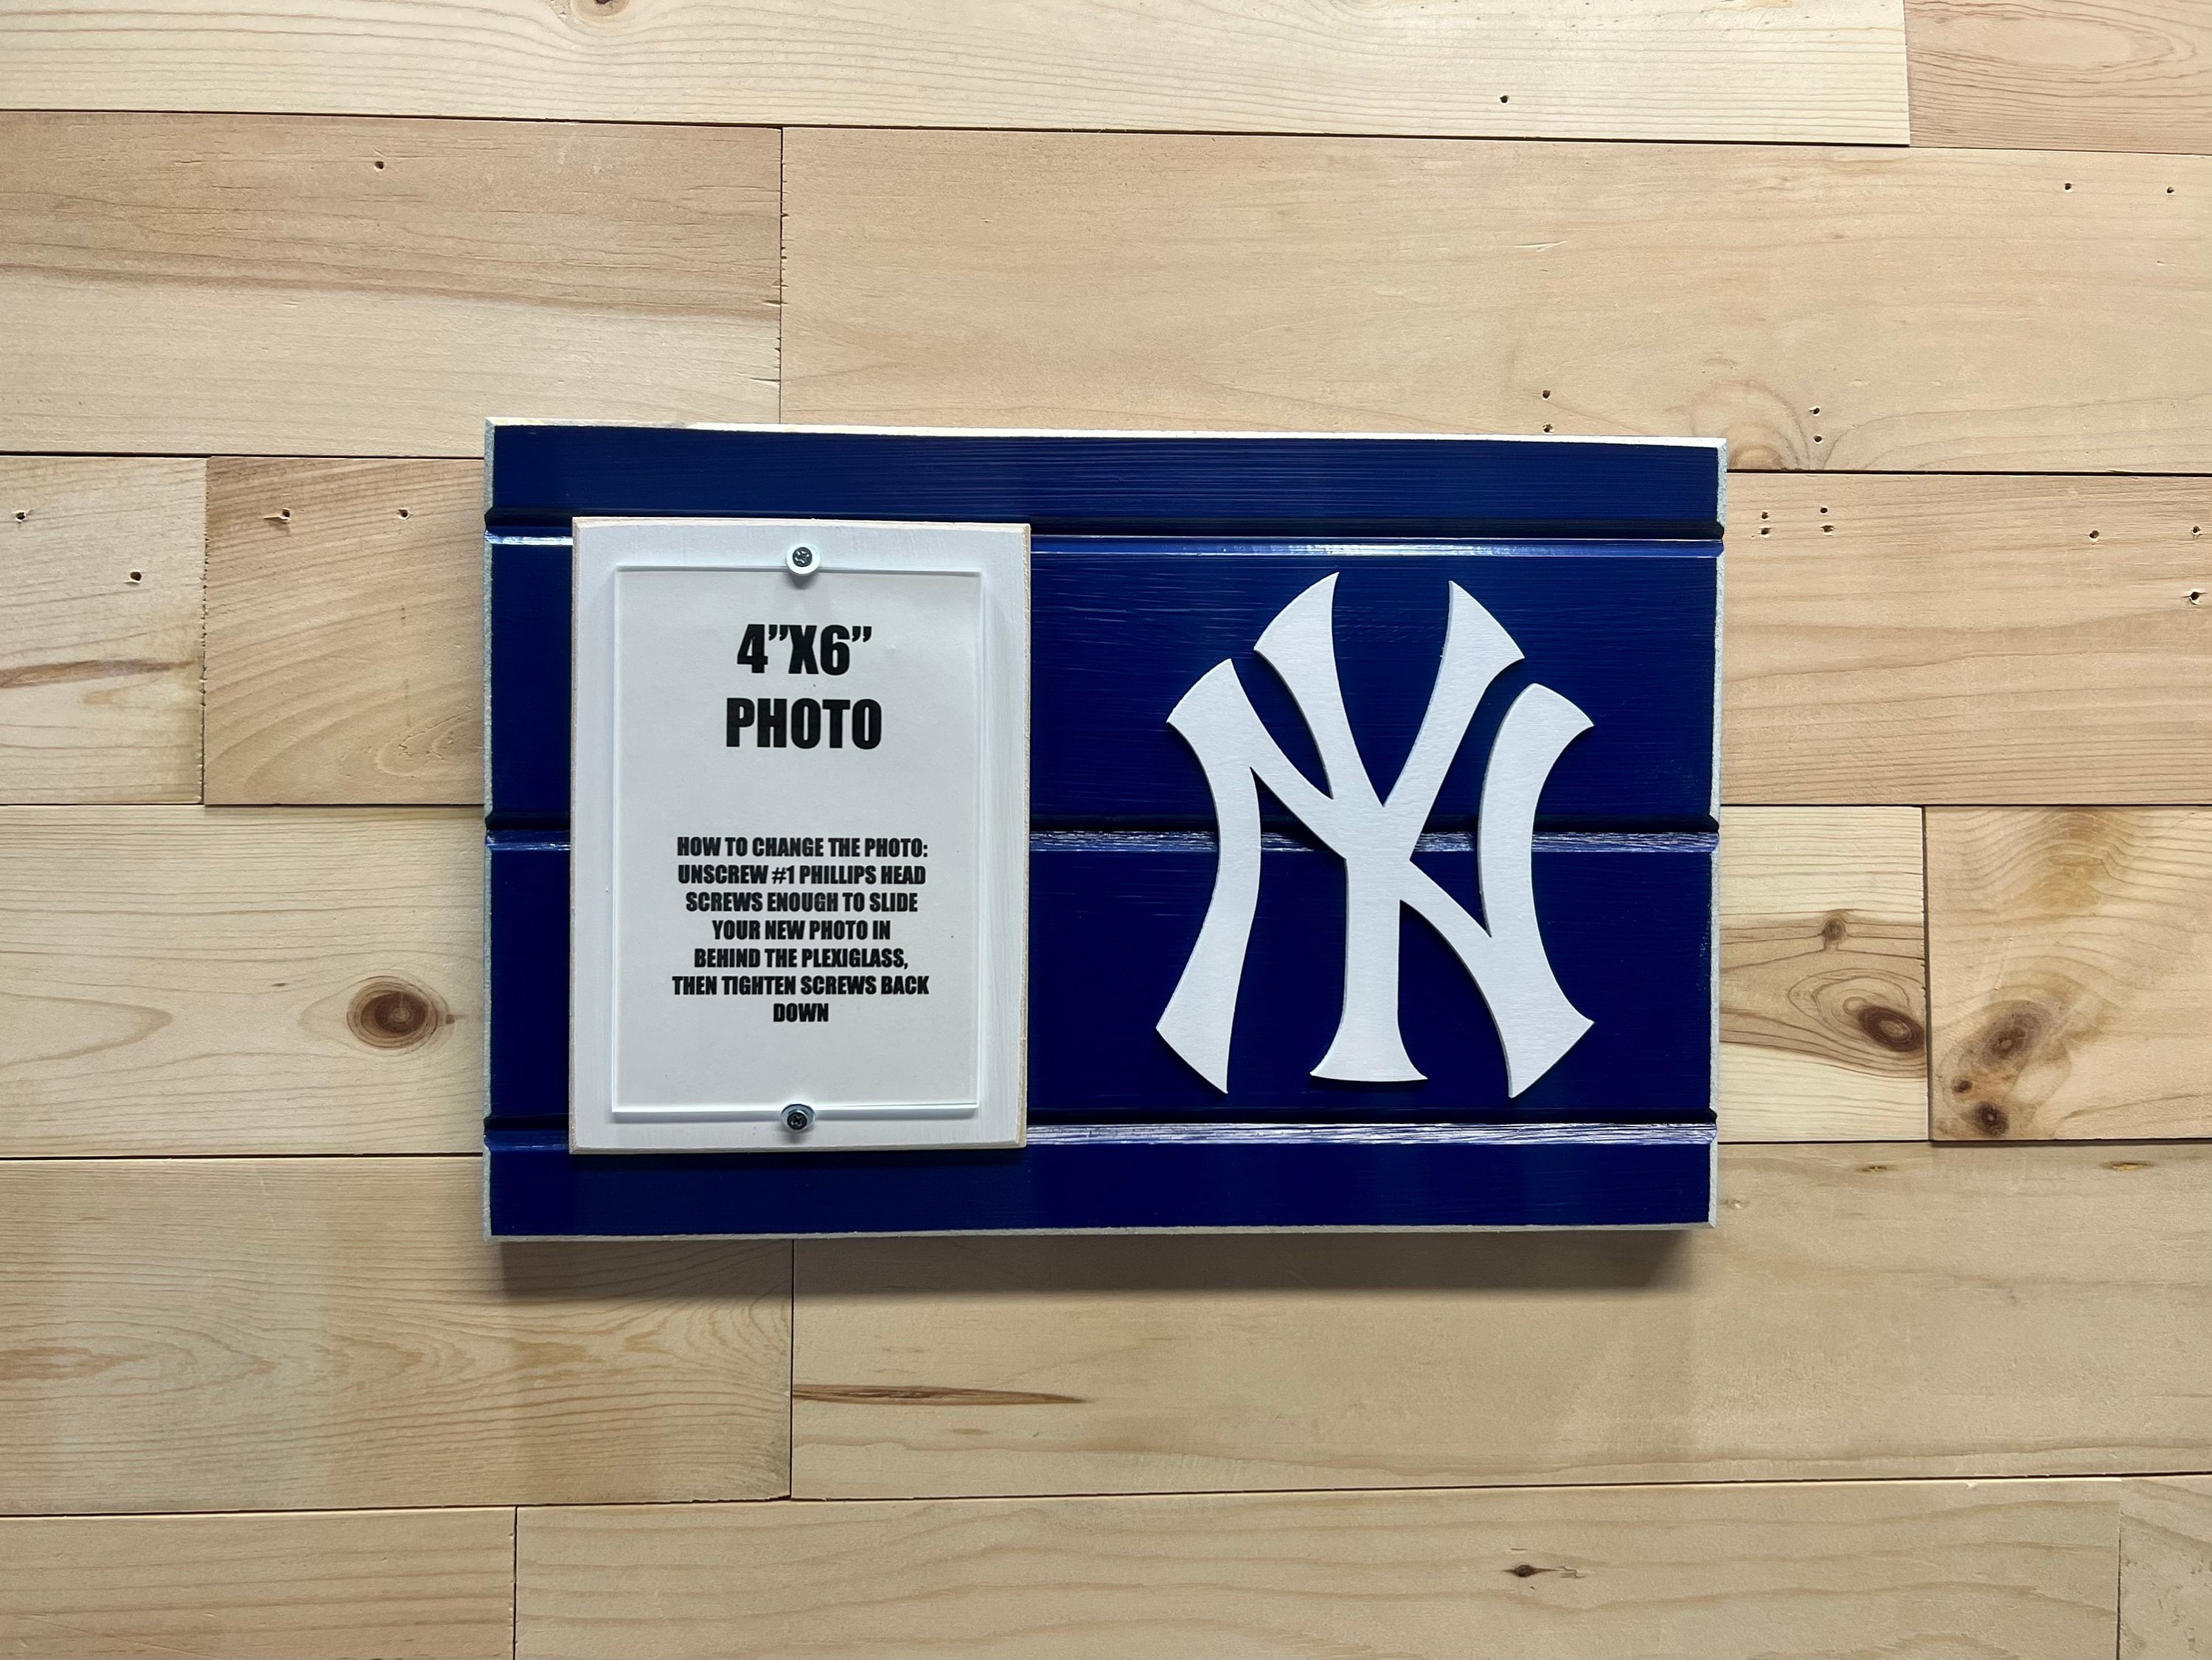 4”X6”
PHOTO
HOW TO CHANGE THE PHOTO:
UNSCREW #1 PHILLIPS HEAD
SCREWS ENOUGH TO SLIDE
YOUR NEW PHOTO IN
BEHIND THE PLEXIGLASS,
THEN TIGHTEN SCREWS BACK
DOWN
NY